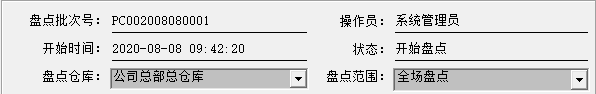 盘点批次号: PC002008080001 操作员: 系统管理员
开始时间: 2020-08-08 09:42:20 状态: 开始盘点
盘点仓库: 公司总部总仓库 盘点范围: 全场盘点